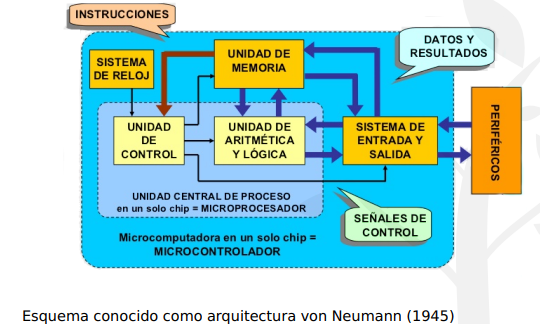 INSTRUCCIONES
DATOS Y
RESULTADOS
SISTEMA
DE RELOJ
UNIDAD DE
MEMORIA
UNIDAD
DE
CONTROL
UNIDAD DE
ARITMÉTICA
Y LÓGICA
SISTEMA DE
ENTRADA Y
SALIDA
PERIFÉRICOS
UNIDAD CENTRAL DE PROCESO
en un solo chip = MICROPROCESADOR
SEÑALES DE
CONTROL
Microcomputadora en un solo chip =
MICROCONTROLADOR
Esquema conocido como arquitectura von Neumann (1945)